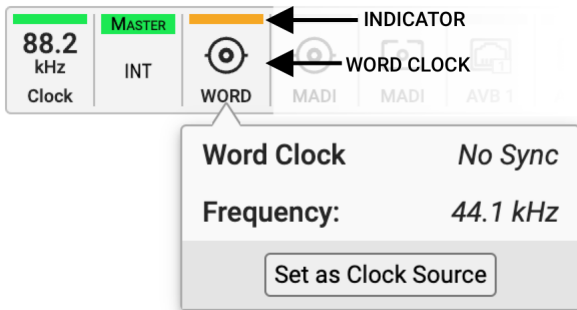 MASTER
INDICATOR
88.2
kHz
INT
WORD CLOCK
Clock
WORD
MADI
MADI
AVB 1
Word Clock No Sync
Frequency: 44.1 kHz
Set as Clock Source